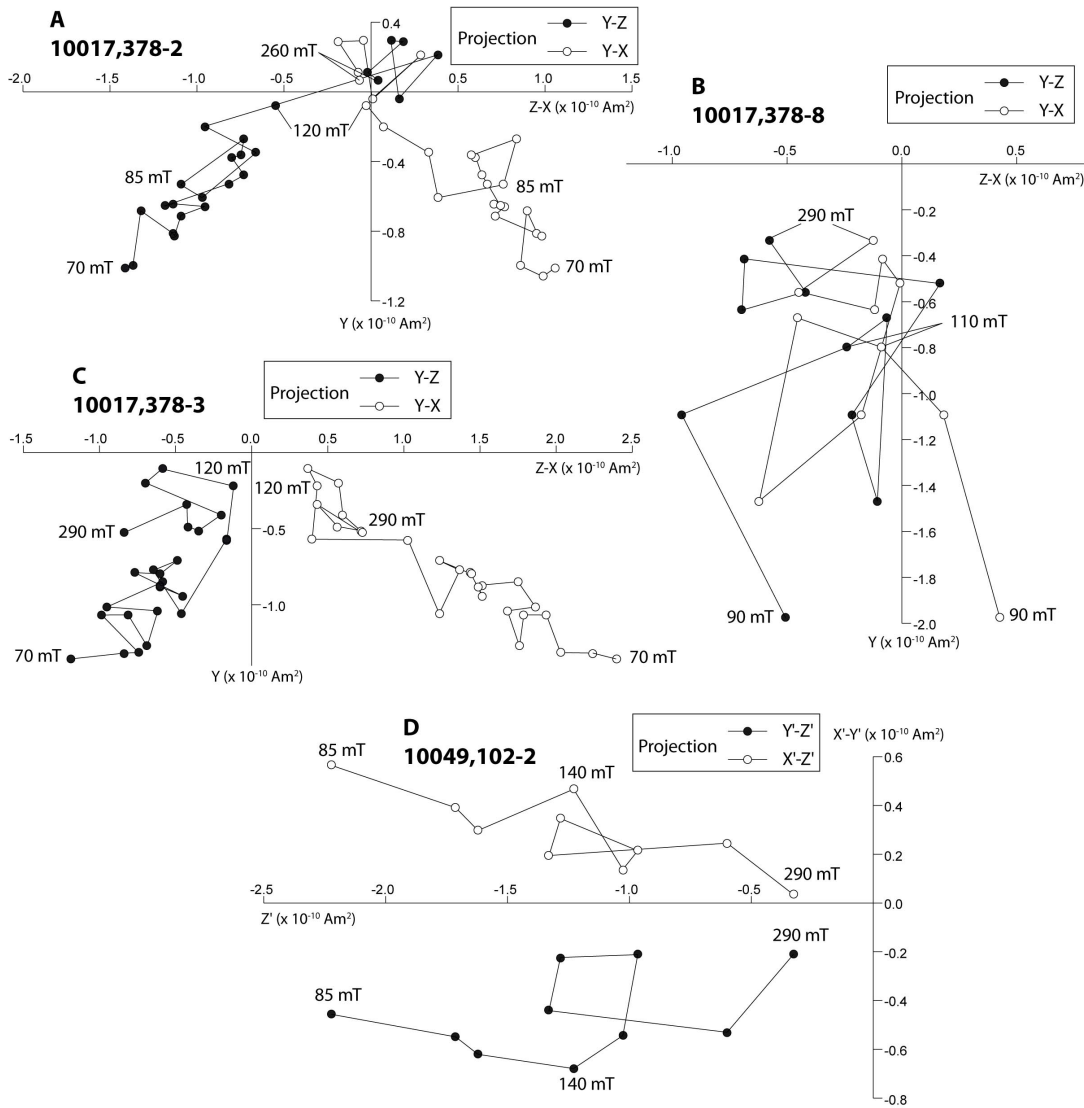 A
10017,378-2
Projection
Y-Z
Y-X
0.4
260 mT
-2.0 -1.5 -1.0 -0.5 0.5 1.0 1.5
Z-X (x 10⁻¹⁰ Am²)
120 mT
-0.4
85 mT
85 mT
-0.8
70 mT
70 mT
-1.2
Y (x 10⁻¹⁰ Am²)
B
10017,378-8
Projection
Y-Z
Y-X
-1.0 -0.5 0.0 0.5
Z-X (x 10⁻¹⁰ Am²)
290 mT
-0.2
-0.4
-0.6
110 mT
-0.8
-1.0
-1.2
-1.4
-1.6
-1.8
90 mT
90 mT
-2.0
Y (x 10⁻¹⁰ Am²)
C
10017,378-3
Projection
Y-Z
Y-X
-1.5 -1.0 -0.5 0.0 0.5 1.0 1.5 2.0 2.5
Z-X (x 10⁻¹⁰ Am²)
120 mT
120 mT
290 mT
290 mT
-0.5
-1.0
70 mT
70 mT
Y (x 10⁻¹⁰ Am²)
D
10049,102-2
Projection
Y'-Z'
X'-Z'
X'-Y' (x 10⁻¹⁰ Am²)
85 mT
140 mT
290 mT
0.6
0.4
0.2
0.0
-2.5 -2.0 -1.5 -1.0 -0.5
Z' (x 10⁻¹⁰ Am²)
290 mT
85 mT
140 mT
-0.2
-0.4
-0.6
-0.8